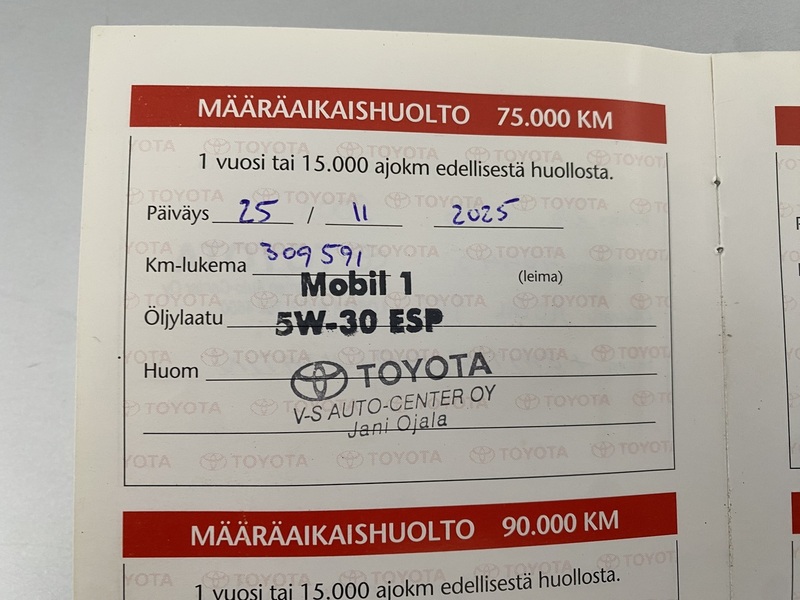 MÄÄRÄAIKAISHUOLTO 75.000 KM
1 vuosi tai 15.000 ajokm edellisestä huollosta.
Päiväys 25 / 11 2025
Km-lukema 309 591
Mobil 1
(leima)
Öljylaatu 5W-30 ESP
Huom TOYOTA
V-S AUTO-CENTER OY
Jani Ojala
MÄÄRÄAIKAISHUOLTO 90.000 KM
1 vuosi tai 15.000 ajokm edellisestä huollosta.